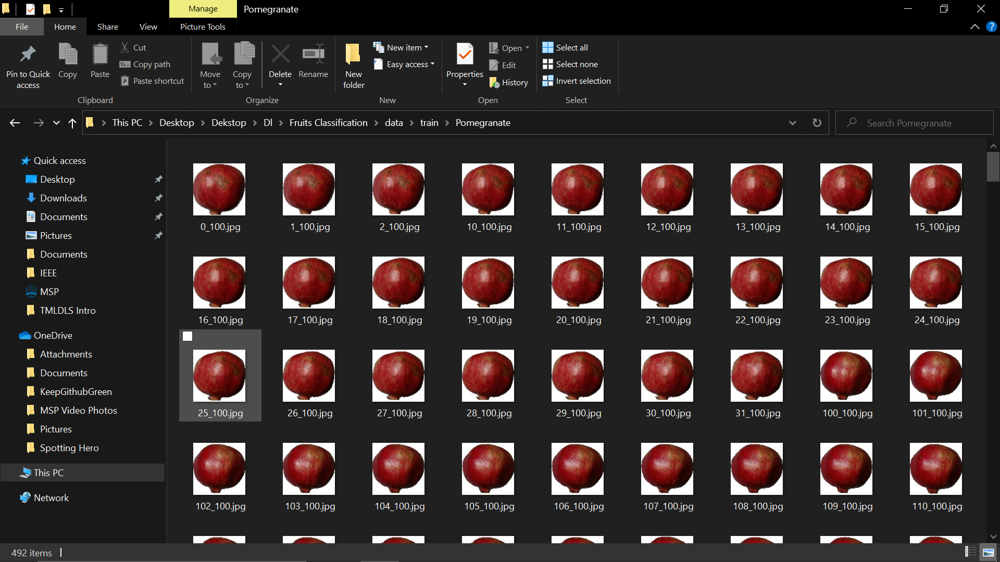 Manage
Pomegranate
File
Home
Share
View
Picture Tools
Pin to Quick access
Copy
Paste
Cut
Copy path
Paste shortcut
Clipboard
Move to
Copy to
Delete
Rename
Organize
New folder
New item
Easy access
New
Properties
Open
Edit
History
Open
Select all
Select none
Invert selection
Select
This PC
Desktop
Dekstop
Dl
Fruits Classification
data
train
Pomegranate
Search Pomegranate
Quick access
Desktop
Downloads
Documents
Pictures
Documents
IEEE
MSP
TMLDLS Intro
OneDrive
Attachments
Documents
KeepGithubGreen
MSP Video Photos
Pictures
Spotting Hero
This PC
Network
0_100.jpg
1_100.jpg
2_100.jpg
10_100.jpg
11_100.jpg
12_100.jpg
13_100.jpg
14_100.jpg
15_100.jpg
16_100.jpg
17_100.jpg
18_100.jpg
19_100.jpg
20_100.jpg
21_100.jpg
22_100.jpg
23_100.jpg
24_100.jpg
25_100.jpg
26_100.jpg
27_100.jpg
28_100.jpg
29_100.jpg
30_100.jpg
31_100.jpg
100_100.jpg
101_100.jpg
102_100.jpg
103_100.jpg
104_100.jpg
105_100.jpg
106_100.jpg
107_100.jpg
108_100.jpg
109_100.jpg
110_100.jpg
492 items